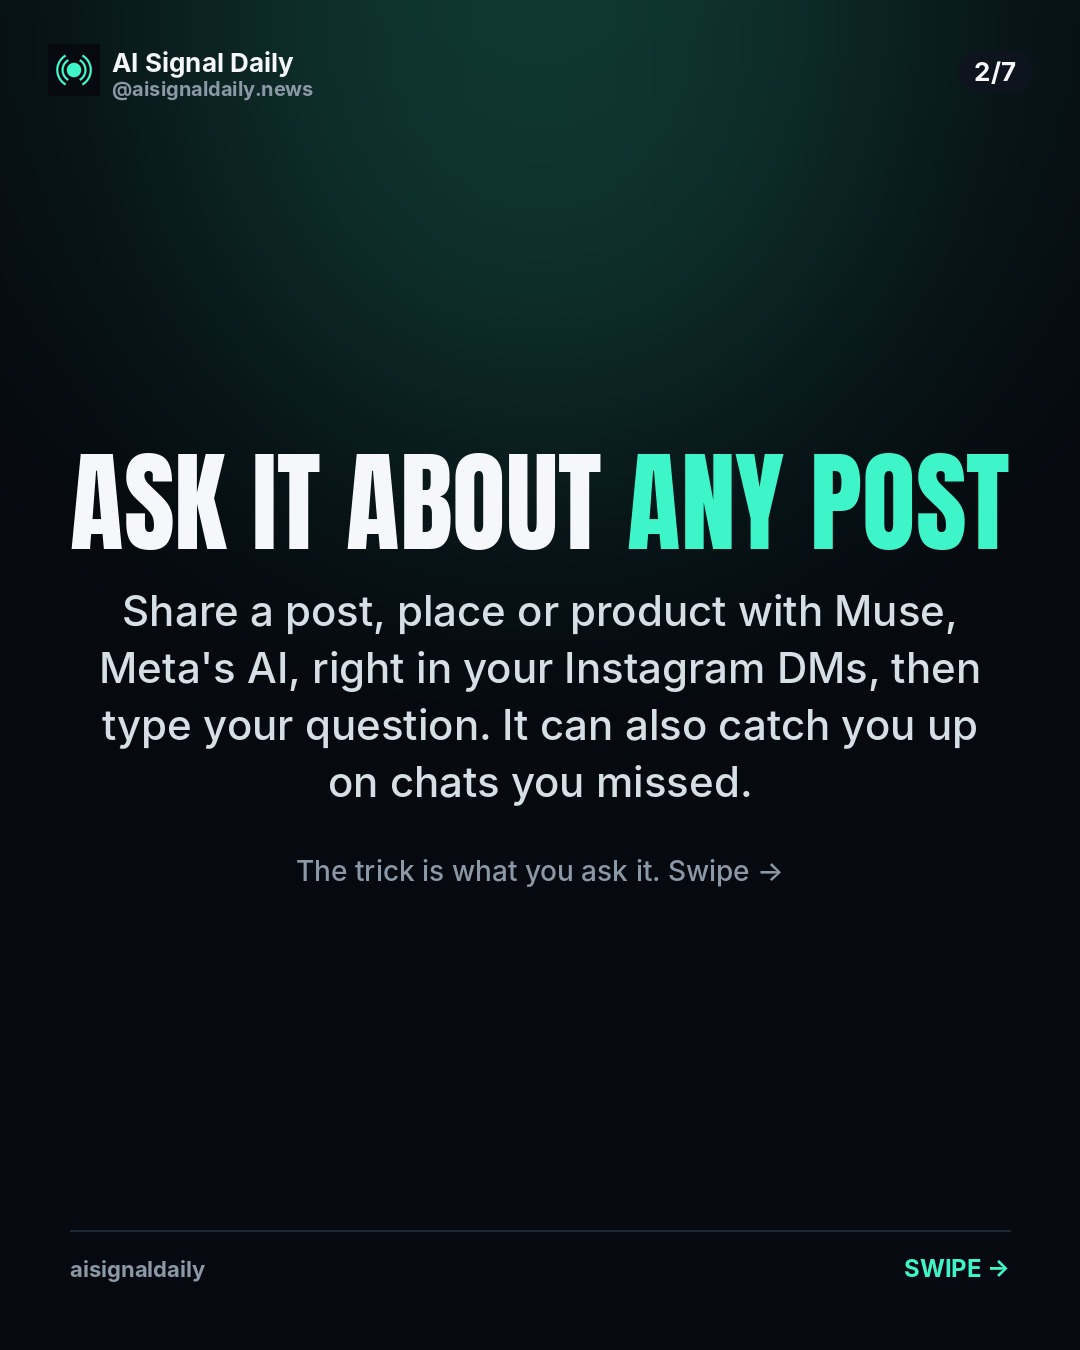 AI Signal Daily
@aisignaldaily.news
2/7
ASK IT ABOUT ANY POST
Share a post, place or product with Muse,
Meta's AI, right in your Instagram DMs, then
type your question. It can also catch you up
on chats you missed.
The trick is what you ask it. Swipe →
aisignaldaily
SWIPE →